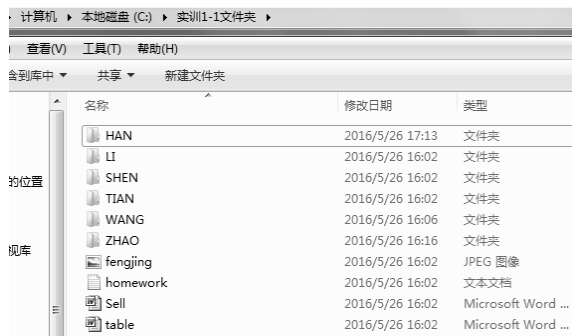 计算机 ▸ 本地磁盘 (C:) ▸ 实训1-1文件夹 ▸
) 查看(V) 工具(T) 帮助(H)
含到库中 ▼ 共享 ▼ 新建文件夹
名称 修改日期 类型
HAN 2016/5/26 17:13 文件夹
LI 2016/5/26 16:02 文件夹
的位置 SHEN 2016/5/26 16:02 文件夹
TIAN 2016/5/26 16:02 文件夹
WANG 2016/5/26 16:06 文件夹
视库 ZHAO 2016/5/26 16:16 文件夹
fengjing 2016/5/26 16:02 JPEG 图像
homework 2016/5/26 16:02 文本文档
Sell 2016/5/26 16:02 Microsoft Word ...
table 2016/5/26 16:02 Microsoft Word ...